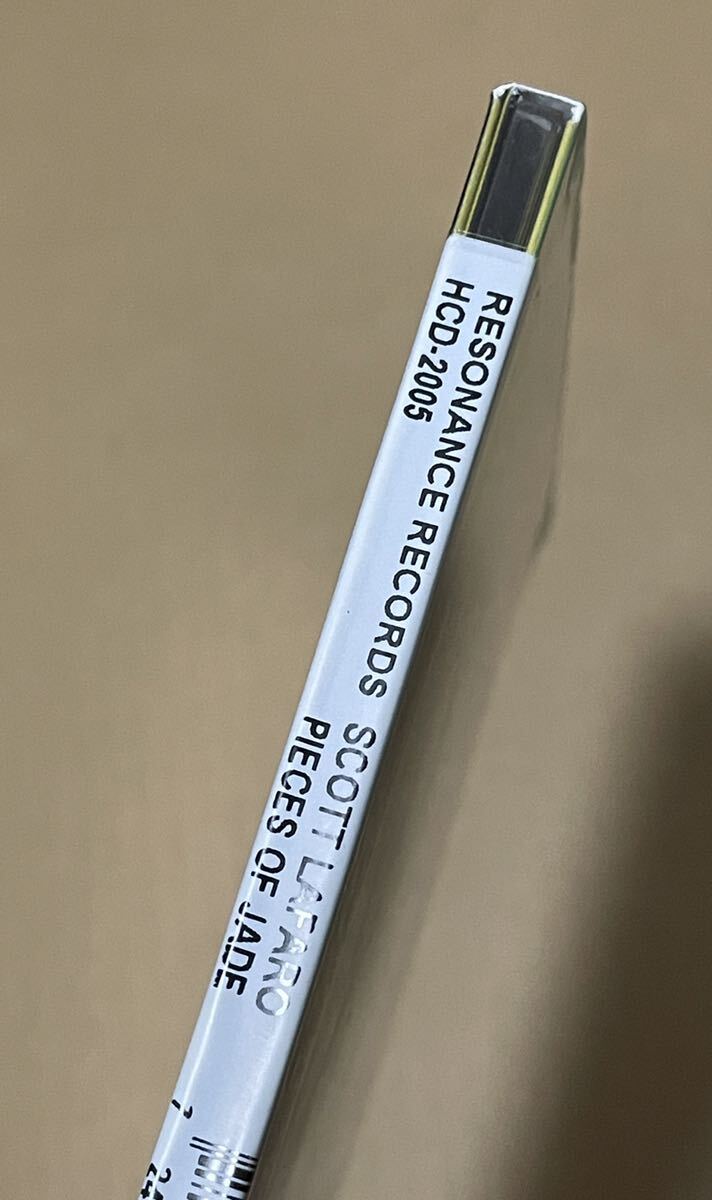 RESONANCE RECORDS
HCD-2005
SCOTT LAFARO
PIECES OF JADE